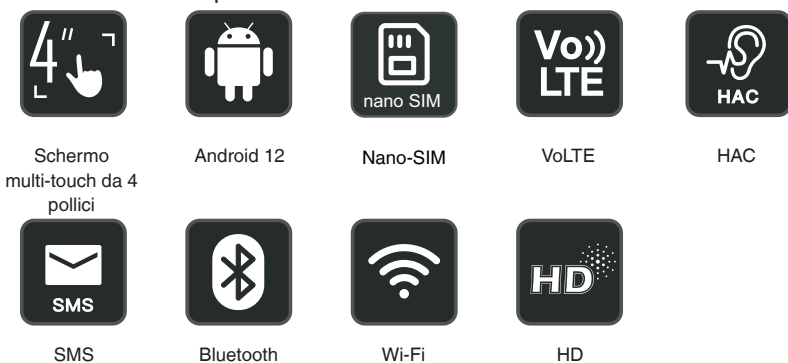 4"
nano SIM
Vo))
LTE
HAC
Schermo
multi-touch da 4
pollici
Android 12
Nano-SIM
VoLTE
HAC
SMS
HD
SMS
Bluetooth
Wi-Fi
HD